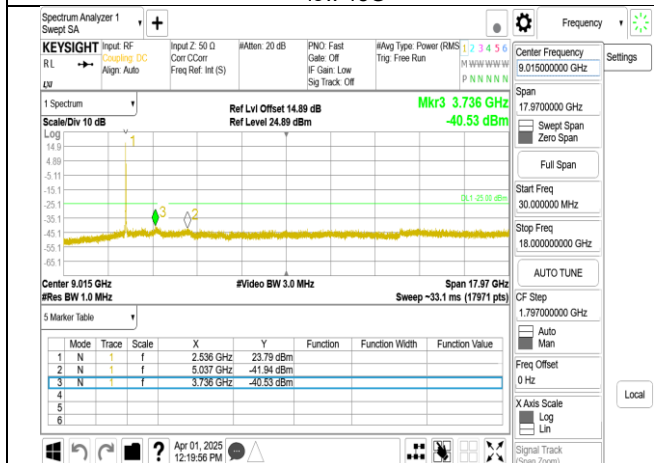 Spectrum Analyzer 1
Swept SA
+
Frequency
KEYSIGHT
RL
Input: RF
Coupling: DC
Align: Auto
Input Z: 50 Ω
Corr CCorr
Freq Ref: Int (S)
#Atten: 20 dB
PNO: Fast
Gate: Off
IF Gain: Low
Sig Track: Off
#Avg Type: Power (RMS
Trig: Free Run
1 2 3 4 5 6
M W W W W W
P N N N N N
LXI
Center Frequency
9.015000000 GHz
Settings
1 Spectrum
Scale/Div 10 dB
Log
Ref Lvl Offset 14.89 dB
Ref Level 24.89 dBm
Mkr3 3.736 GHz
-40.53 dBm
14.9
4.89
-5.11
-15.1
-25.1
-35.1
-45.1
-55.1
-65.1
1
3
2
DL1 -25.00 dBm
Center 9.015 GHz
#Res BW 1.0 MHz
#Video BW 3.0 MHz
Span 17.97 GHz
Sweep ~33.1 ms (17971 pts)
Span
17.9700000 GHz
Swept Span
Zero Span
Full Span
Start Freq
30.000000 MHz
Stop Freq
18.000000000 GHz
AUTO TUNE
CF Step
1.797000000 GHz
Auto
Man
Freq Offset
0 Hz
X Axis Scale
Log
Lin
Local
Signal Track
(Span Zoom)
5 Marker Table
Mode Trace Scale X Y Function Function Width Function Value
1 N 1 f 2.536 GHz 23.79 dBm
2 N 1 f 5.037 GHz -41.94 dBm
3 N 1 f 3.736 GHz -40.53 dBm
4
5
6
?
Apr 01, 2025
12:19:56 PM